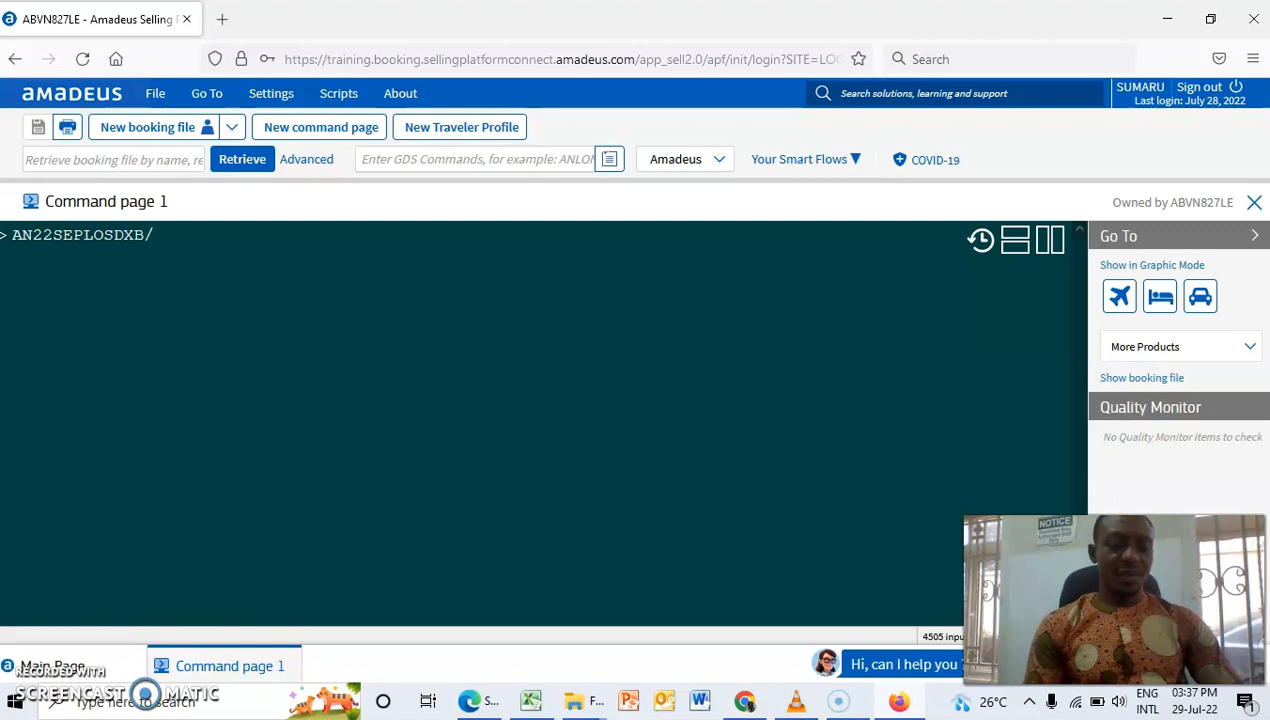 ABVN827LE - Amadeus Selling
https://training.booking.sellingplatformconnect.amadeus.com/app_sell2.0/apf/init/login?SITE=LOG
Search
amadeus File Go To Settings Scripts About
Search solutions, learning and support
SUMARU Sign out
Last login: July 28, 2022
New booking file New command page New Traveler Profile
Retrieve booking file by name, re Retrieve Advanced Enter GDS Commands, for example: ANLON Amadeus Your Smart Flows COVID-19
Command page 1 Owned by ABVN827LE
> AN22SEPLOSDXB/
Go To
Show in Graphic Mode
More Products
Show booking file
Quality Monitor
No Quality Monitor items to check
NOTICE
4505 inpu
Main Page Command page 1 Hi, can I help you ?
RECORDED WITH
SCREENCAST MATIC
Type here to search
S...
F...
26°C
ENG
INTL
03:37 PM
29-Jul-22
1